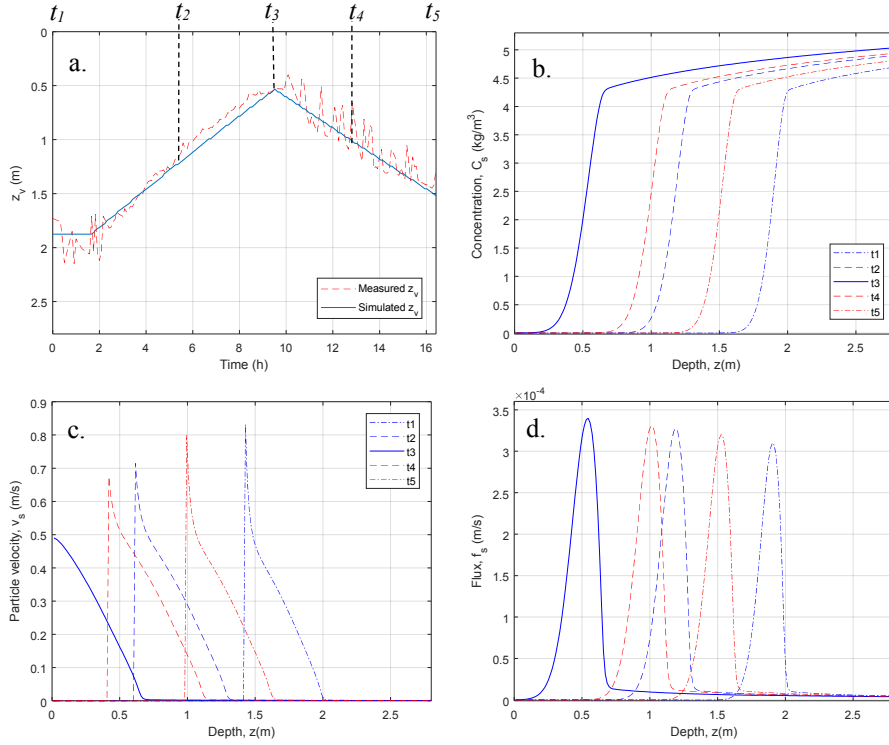 t1 t2 t3 t4 t5
a.
0
0.5
1
1.5
2
2.5
z_v (m)
0 2 4 6 8 10 12 14 16
Time (h)
Measured z_v
Simulated z_v
b.
5
4.5
4
3.5
3
2.5
2
1.5
1
0.5
0
Concentration, C_s (kg/m³)
0 0.5 1 1.5 2 2.5
Depth, z(m)
t1
t2
t3
t4
t5
c.
0.9
0.8
0.7
0.6
0.5
0.4
0.3
0.2
0.1
0
Particle velocity, v_s (m/s)
0 0.5 1 1.5 2 2.5
Depth, z(m)
t1
t2
t3
t4
t5
d.
×10⁻⁴
3.5
3
2.5
2
1.5
1
0.5
0
Flux, f_s (m/s)
0 0.5 1 1.5 2 2.5
Depth, z(m)
t1
t2
t3
t4
t5